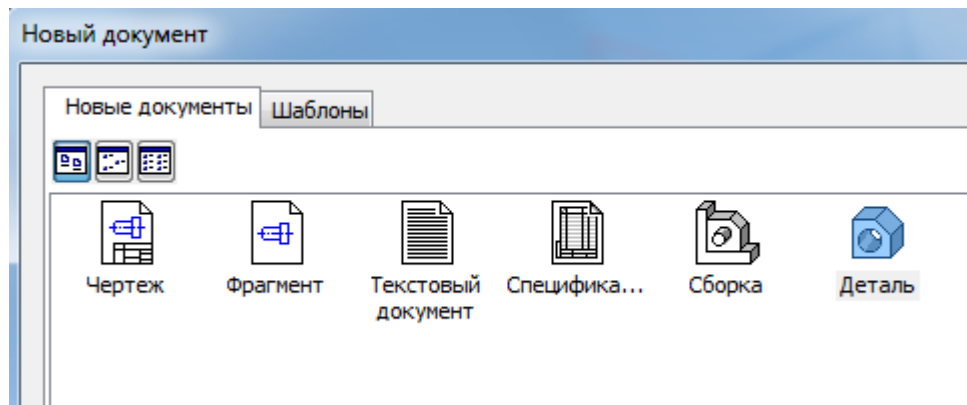 Новый документ
Новые документы Шаблоны
Чертеж Фрагмент Текстовый документ Специфика... Сборка Деталь